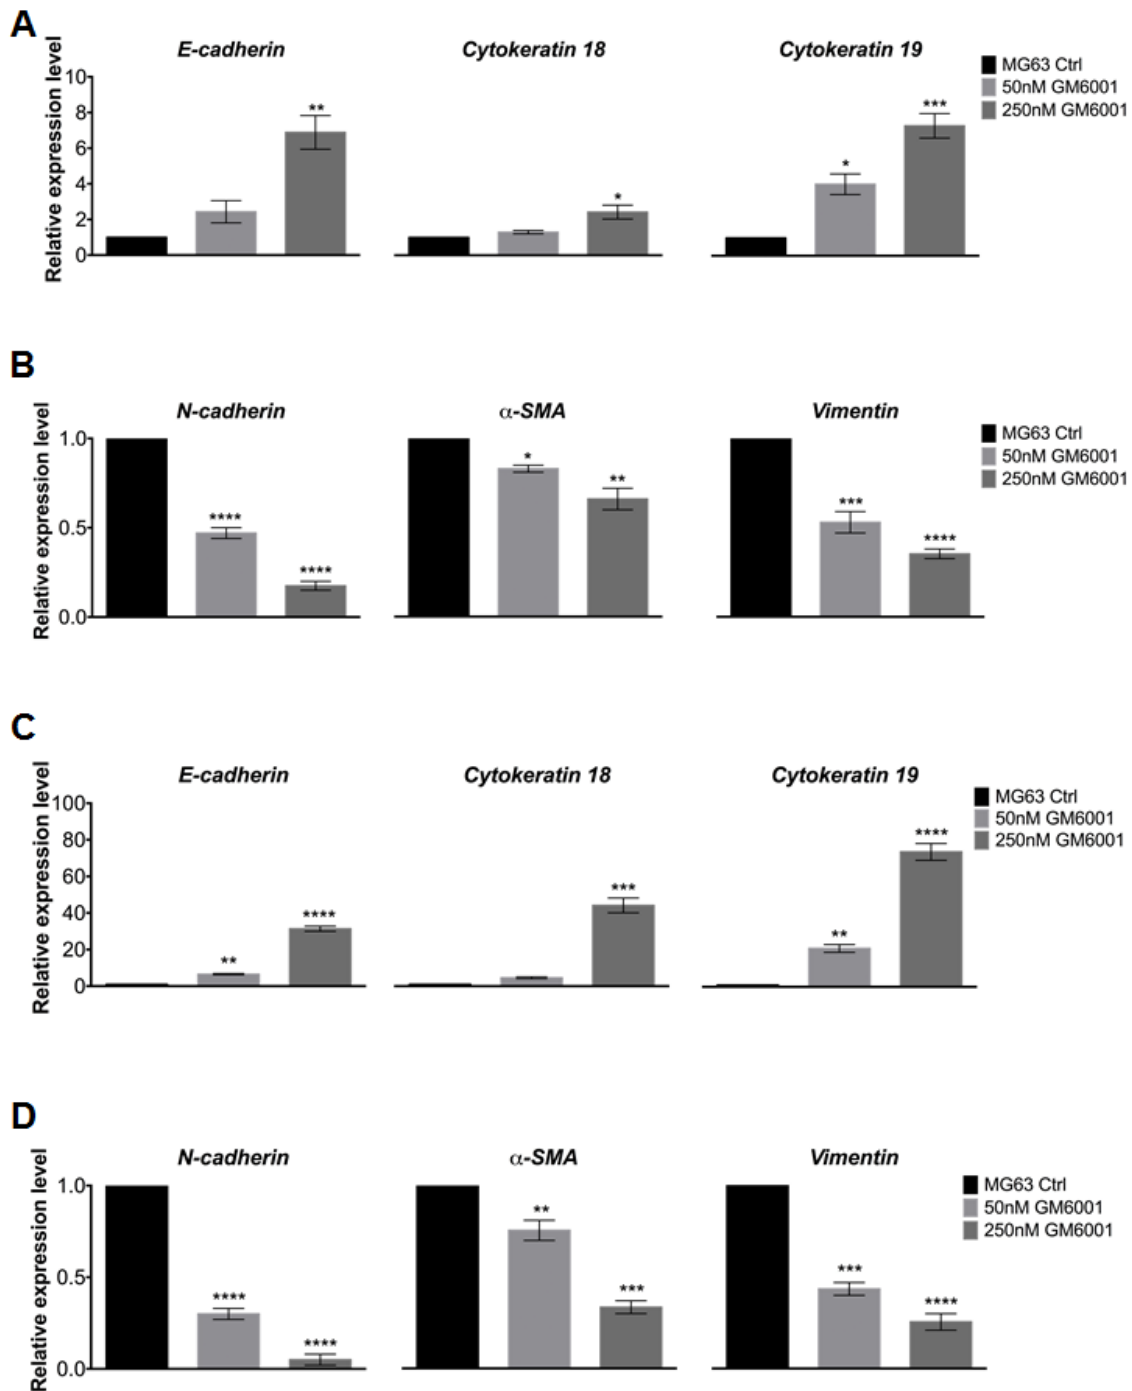 A
E-cadherin
Cytokeratin 18
Cytokeratin 19
Relative expression level
10
8
6
4
2
0
**
*
*
***
MG63 Ctrl
50nM GM6001
250nM GM6001
B
N-cadherin
α-SMA
Vimentin
Relative expression level
1.0
0.5
0.0
****
****
*
**
***
****
MG63 Ctrl
50nM GM6001
250nM GM6001
C
E-cadherin
Cytokeratin 18
Cytokeratin 19
Relative expression level
100
80
60
40
20
0
**
****
***
**
****
MG63 Ctrl
50nM GM6001
250nM GM6001
D
N-cadherin
α-SMA
Vimentin
Relative expression level
1.0
0.5
0.0
****
****
**
***
***
****
MG63 Ctrl
50nM GM6001
250nM GM6001